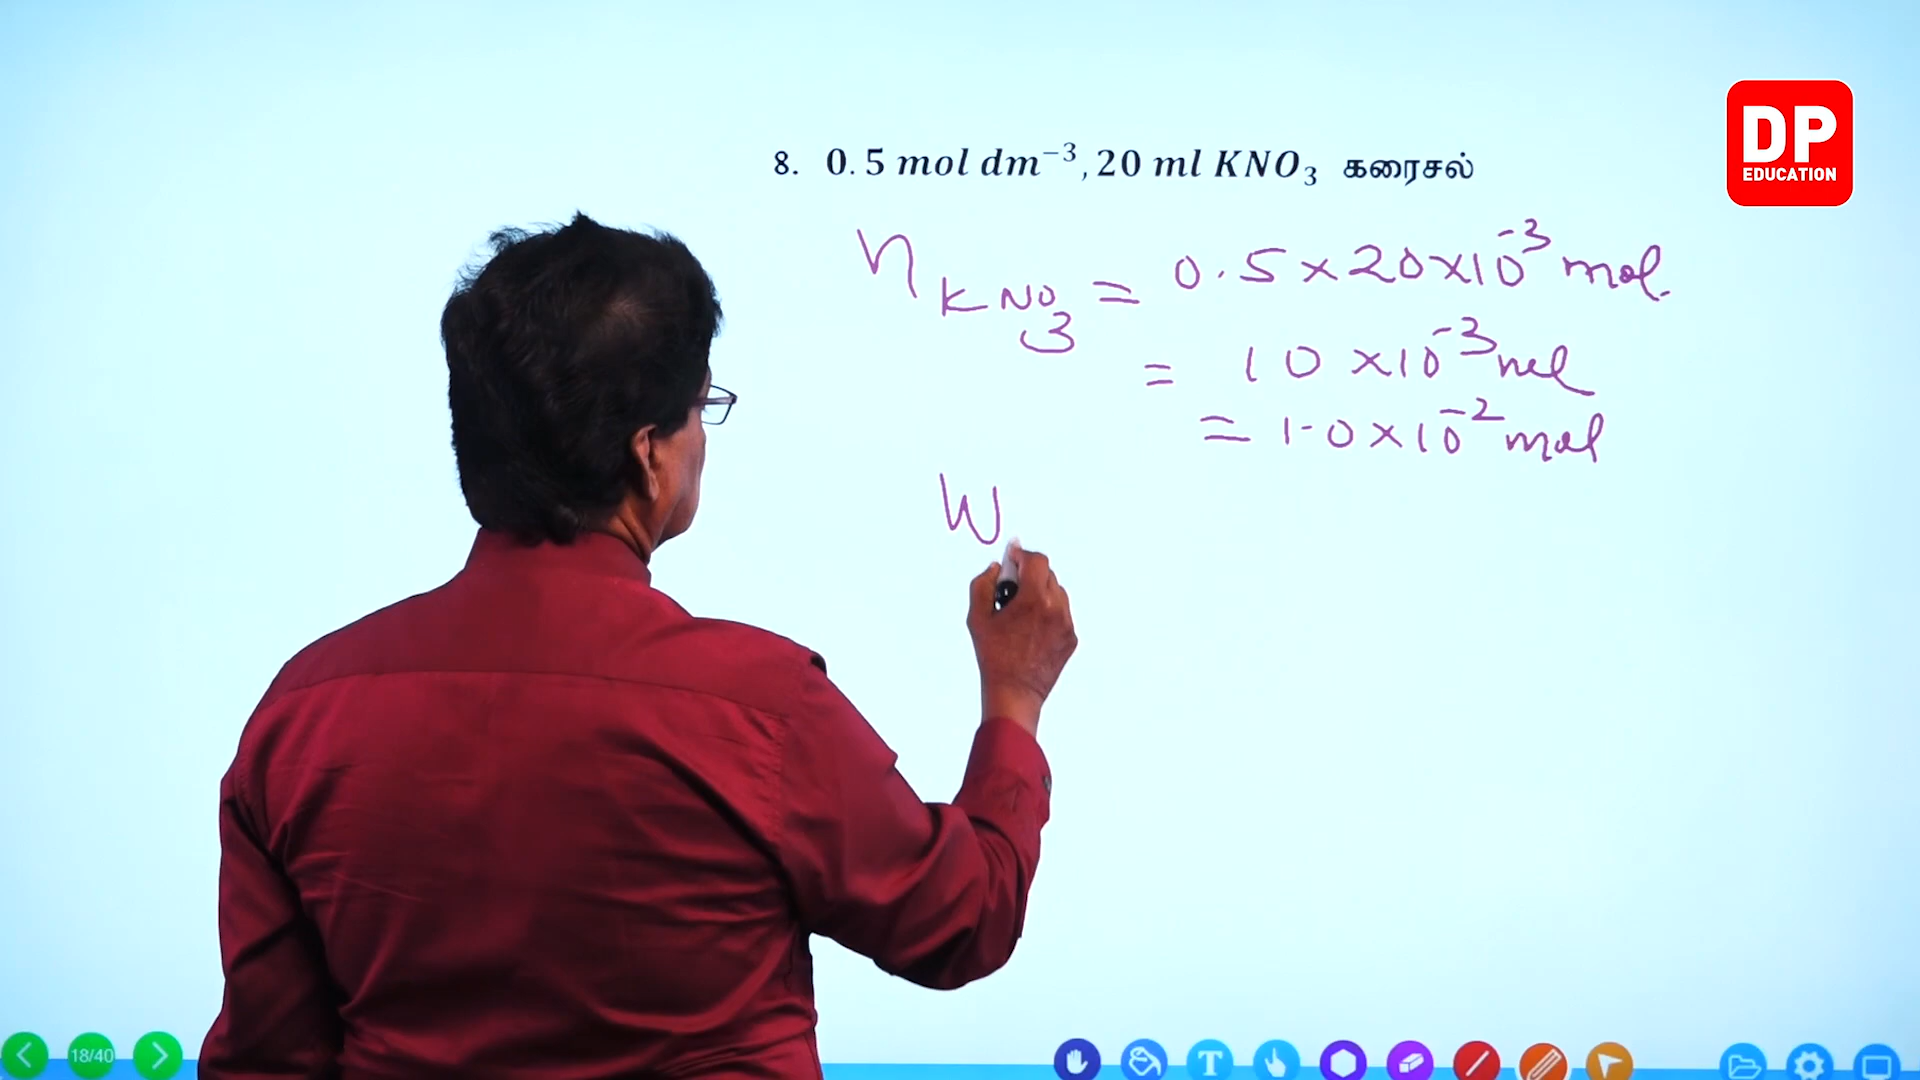 DP
EDUCATION
8. 0.5 mol dm⁻³, 20 ml KNO₃ கரைசல்
n KNO₃ = 0.5 × 20 × 10⁻³ mol.
= 10 × 10⁻³ mol
= 1.0 × 10⁻² mol
W
18/40
T